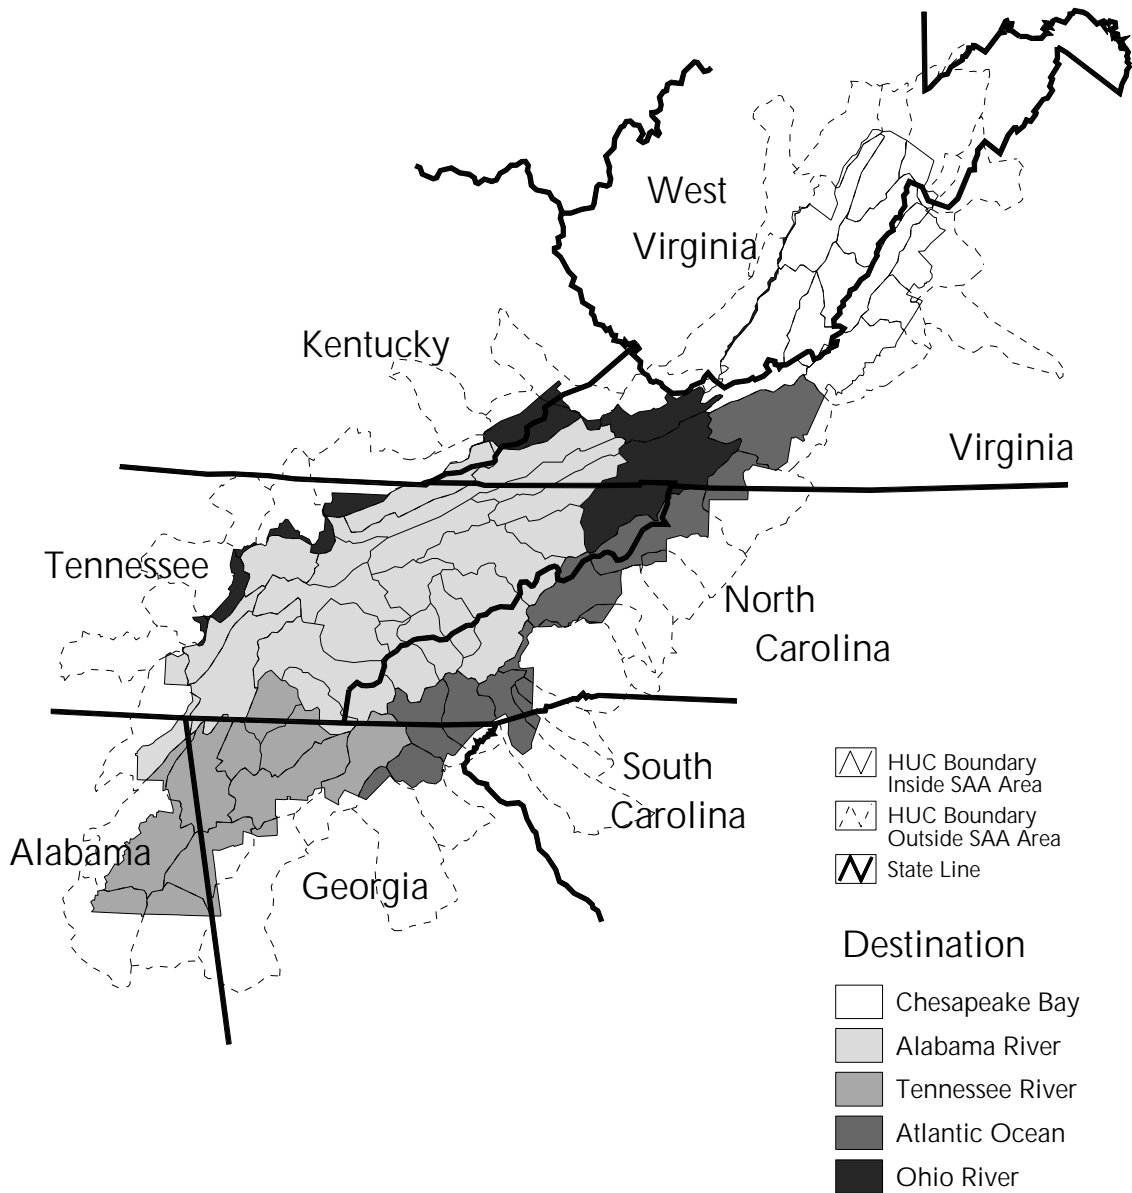 West
Virginia
Kentucky
Virginia
Tennessee
North
Carolina
South
Carolina
Alabama
Georgia
HUC Boundary
Inside SAA Area
HUC Boundary
Outside SAA Area
State Line
Destination
Chesapeake Bay
Alabama River
Tennessee River
Atlantic Ocean
Ohio River